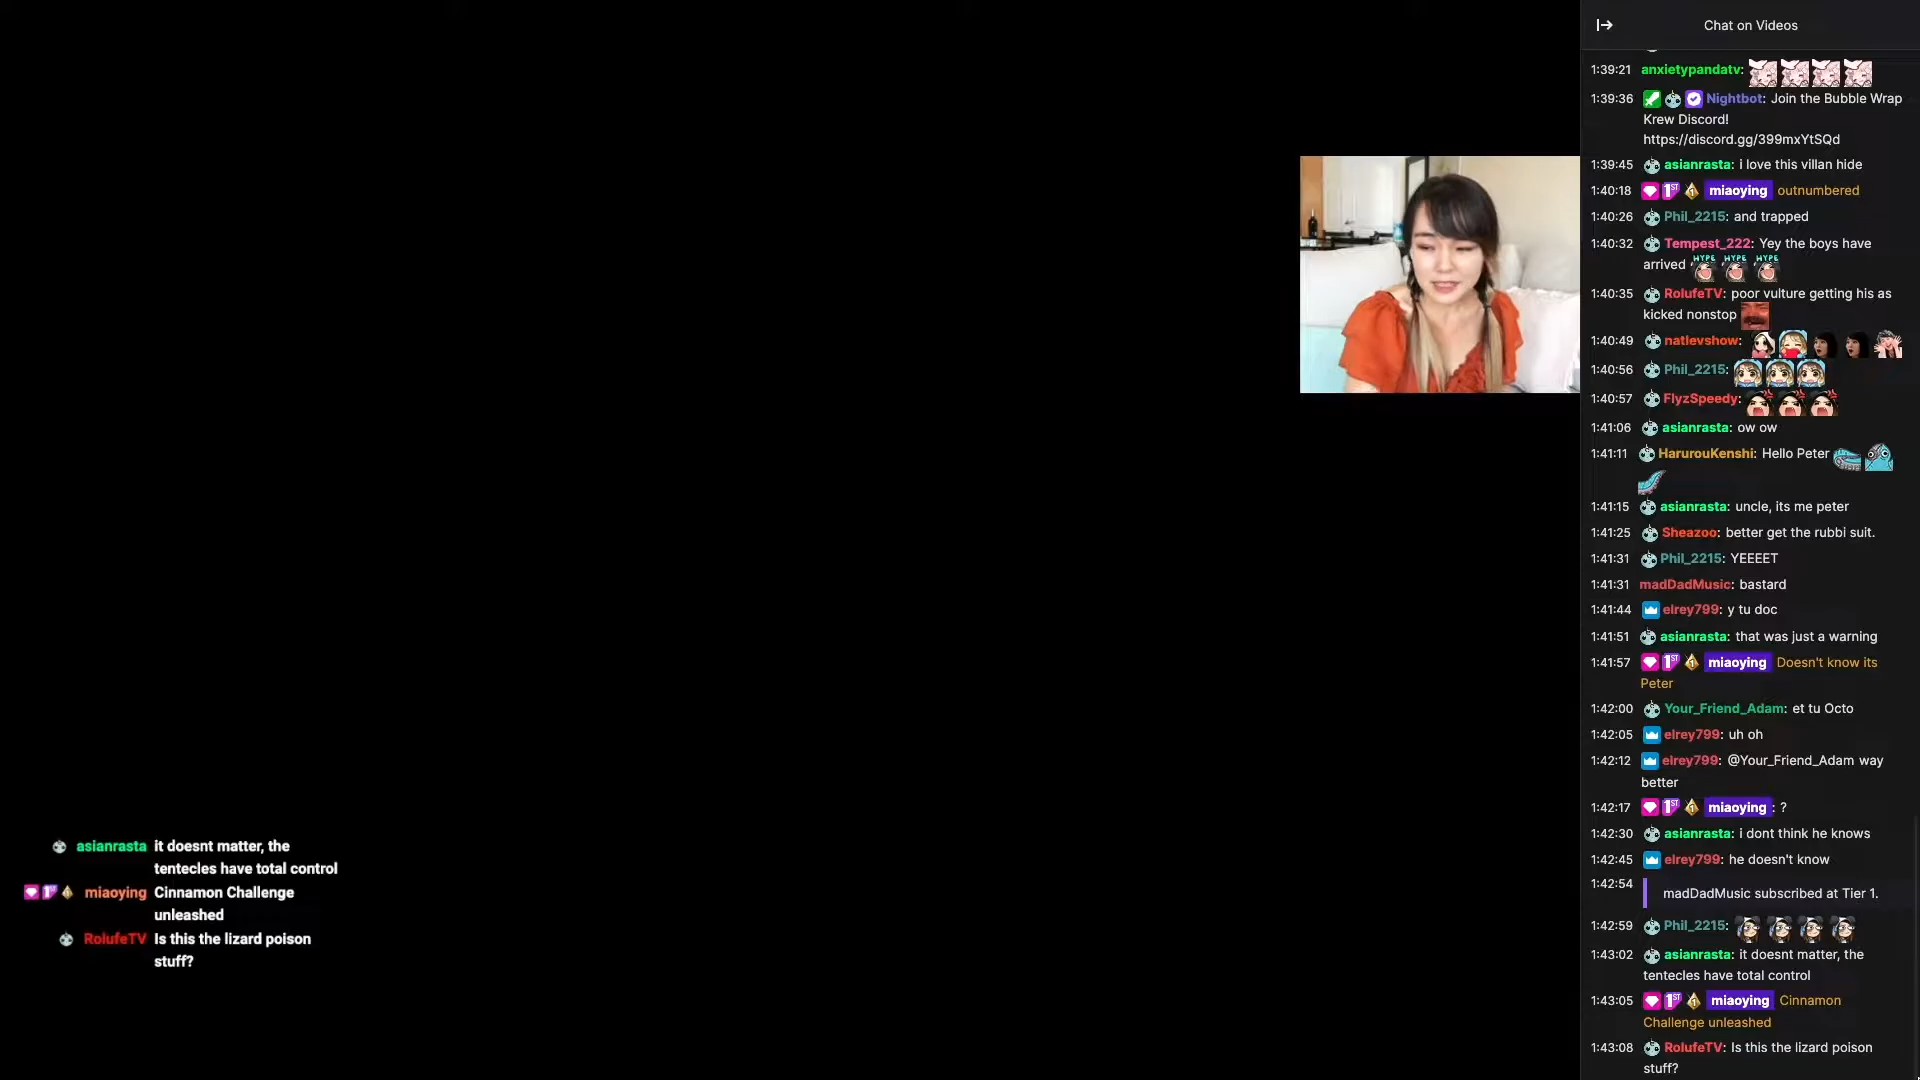 asianrasta it doesnt matter, the
tentecles have total control
miaoying Cinnamon Challenge
unleashed
RolufeTV Is this the lizard poison
stuff?
Chat on Videos
1:39:21 anxietypandatv:
1:39:36 Nightbot: Join the Bubble Wrap
Krew Discord!
https://discord.gg/399mxYtSQd
1:39:45 asianrasta: i love this villan hide
1:40:18 1ST miaoying outnumbered
1:40:26 Phil_2215: and trapped
1:40:32 Tempest_222: Yey the boys have
arrived HYPE HYPE HYPE
1:40:35 RolufeTV: poor vulture getting his as
kicked nonstop
1:40:49 natlevshow:
1:40:56 Phil_2215:
1:40:57 FlyzSpeedy:
1:41:06 asianrasta: ow ow
1:41:11 HarurouKenshi: Hello Peter
1:41:15 asianrasta: uncle, its me peter
1:41:25 Sheazoo: better get the rubbi suit.
1:41:31 Phil_2215: YEEEET
1:41:31 madDadMusic: bastard
1:41:44 elrey799: y tu doc
1:41:51 asianrasta: that was just a warning
1:41:57 1ST miaoying Doesn't know its
Peter
1:42:00 Your_Friend_Adam: et tu Octo
1:42:05 elrey799: uh oh
1:42:12 elrey799: @Your_Friend_Adam way
better
1:42:17 1ST miaoying : ?
1:42:30 asianrasta: i dont think he knows
1:42:45 elrey799: he doesn't know
1:42:54 madDadMusic subscribed at Tier 1.
1:42:59 Phil_2215:
1:43:02 asianrasta: it doesnt matter, the
tentecles have total control
1:43:05 1ST miaoying Cinnamon
Challenge unleashed
1:43:08 RolufeTV: Is this the lizard poison
stuff?